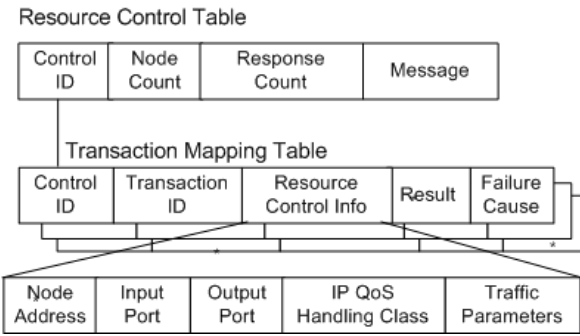 Resource Control Table
Control ID
Node Count
Response Count
Message
Transaction Mapping Table
Control ID
Transaction ID
Resource Control Info
Result
Failure Cause
*
*
Node Address
Input Port
Output Port
IP QoS Handling Class
Traffic Parameters